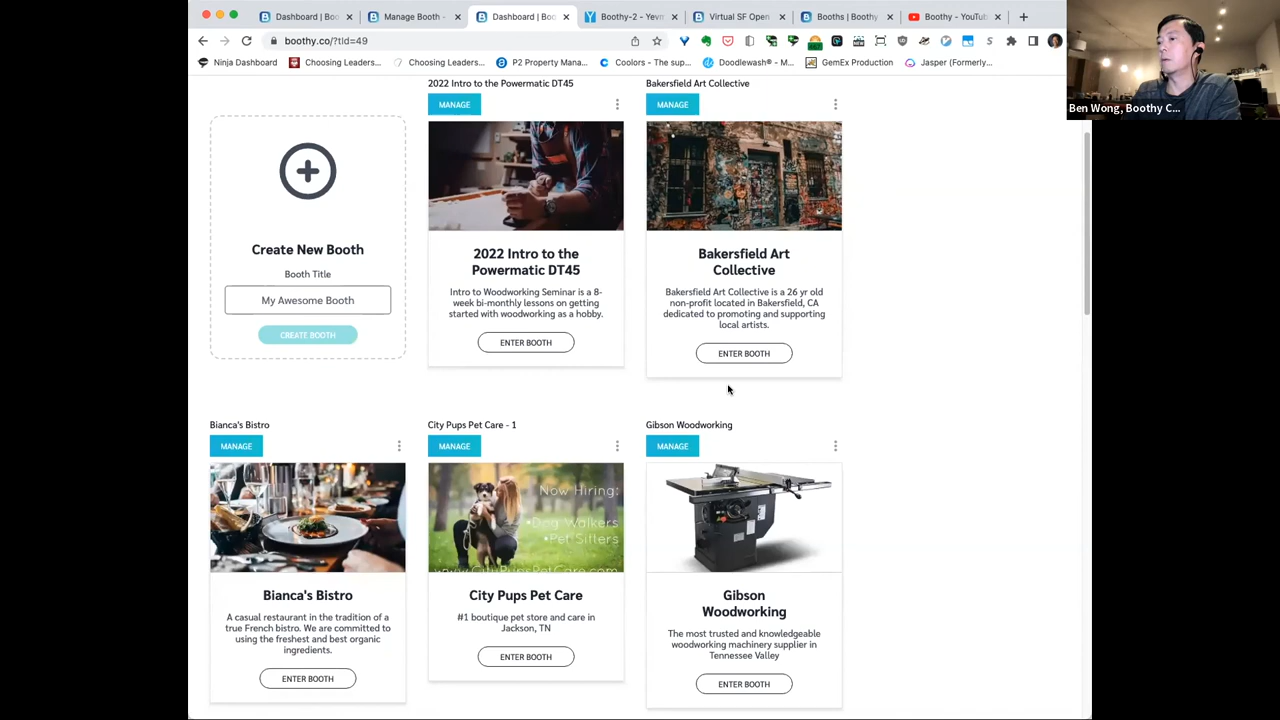 Dashboard | Boo
Manage Booth -
Dashboard | Boo
Boothy-2 - Yevm
Virtual SF Open
Booths | Boothy
Boothy - YouTub
boothy.co/?tId=49
Ninja Dashboard
Choosing Leaders...
Choosing Leaders...
P2 Property Mana...
Coolors - The sup...
Doodlewash® - M...
GemEx Production
Jasper (Formerly...
Ben Wong, Boothy C...
Create New Booth
Booth Title
My Awesome Booth
CREATE BOOTH
2022 Intro to the Powermatic DT45
MANAGE
2022 Intro to the
Powermatic DT45
Intro to Woodworking Seminar is a 8-
week bi-monthly lessons on getting
started with woodworking as a hobby.
ENTER BOOTH
Bakersfield Art Collective
MANAGE
Bakersfield Art
Collective
Bakersfield Art Collective is a 26 yr old
non-profit located in Bakersfield, CA
dedicated to promoting and supporting
local artists.
ENTER BOOTH
Bianca's Bistro
MANAGE
Bianca's Bistro
A casual restaurant in the tradition of a
true French bistro. We are committed to
using the freshest and best organic
ingredients.
ENTER BOOTH
City Pups Pet Care - 1
MANAGE
Now Hiring:
•Dog Walkers
•Pet Sitters
www.CityPupsPetCare.com
City Pups Pet Care
#1 boutique pet store and care in
Jackson, TN
ENTER BOOTH
Gibson Woodworking
MANAGE
Gibson
Woodworking
The most trusted and knowledgeable
woodworking machinery supplier in
Tennessee Valley
ENTER BOOTH